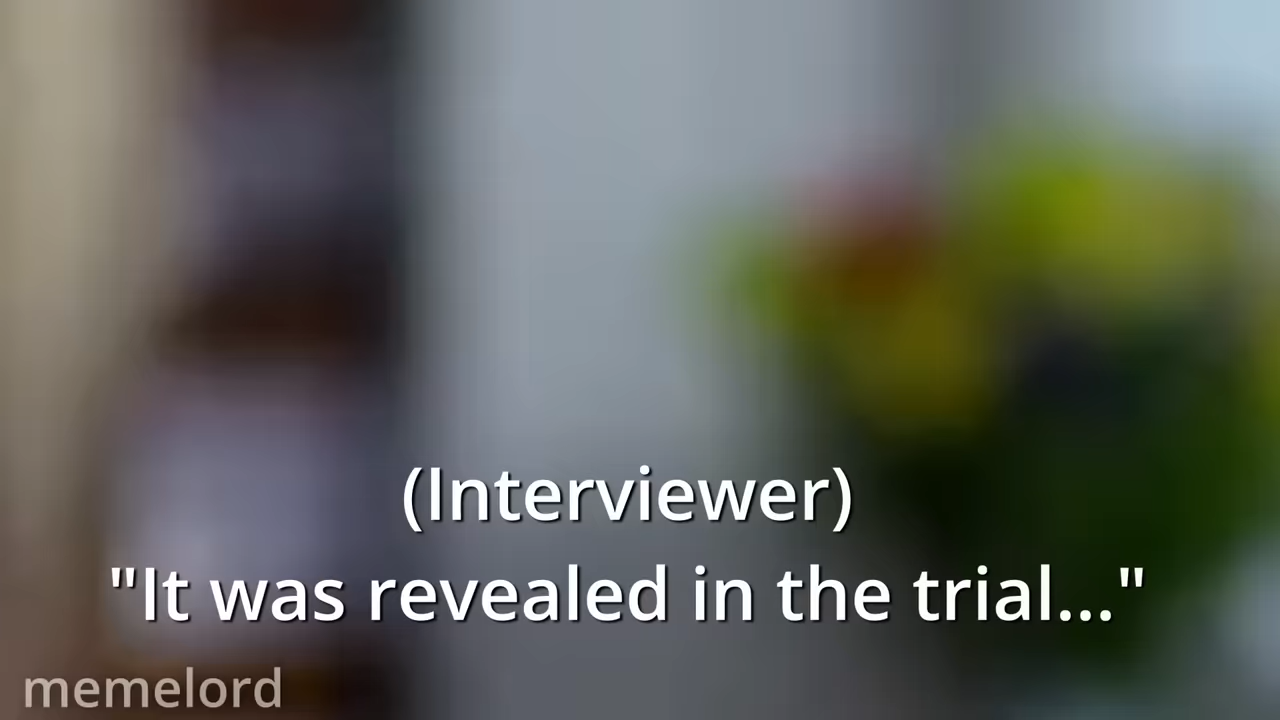 (Interviewer)
"It was revealed in the trial..."
memelord